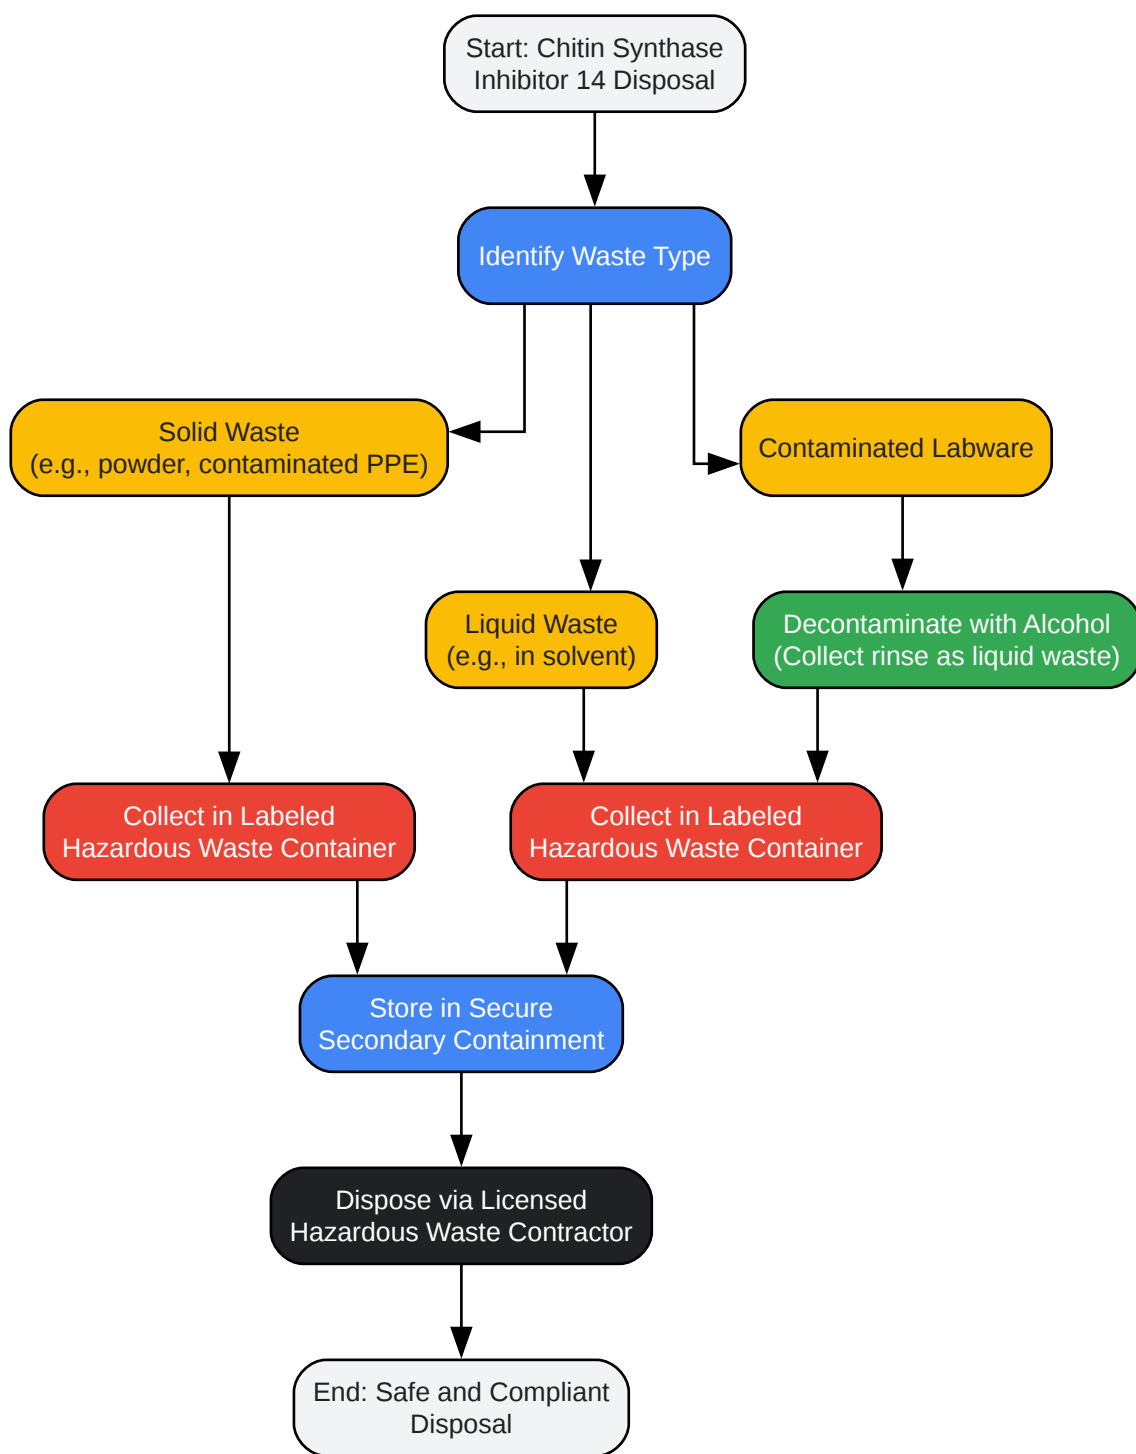 Start: Chitin Synthase
Inhibitor 14 Disposal
Identify Waste Type
Solid Waste
(e.g., powder, contaminated PPE)
Contaminated Labware
Liquid Waste
(e.g., in solvent)
Decontaminate with Alcohol
(Collect rinse as liquid waste)
Collect in Labeled
Hazardous Waste Container
Collect in Labeled
Hazardous Waste Container
Store in Secure
Secondary Containment
Dispose via Licensed
Hazardous Waste Contractor
End: Safe and Compliant
Disposal